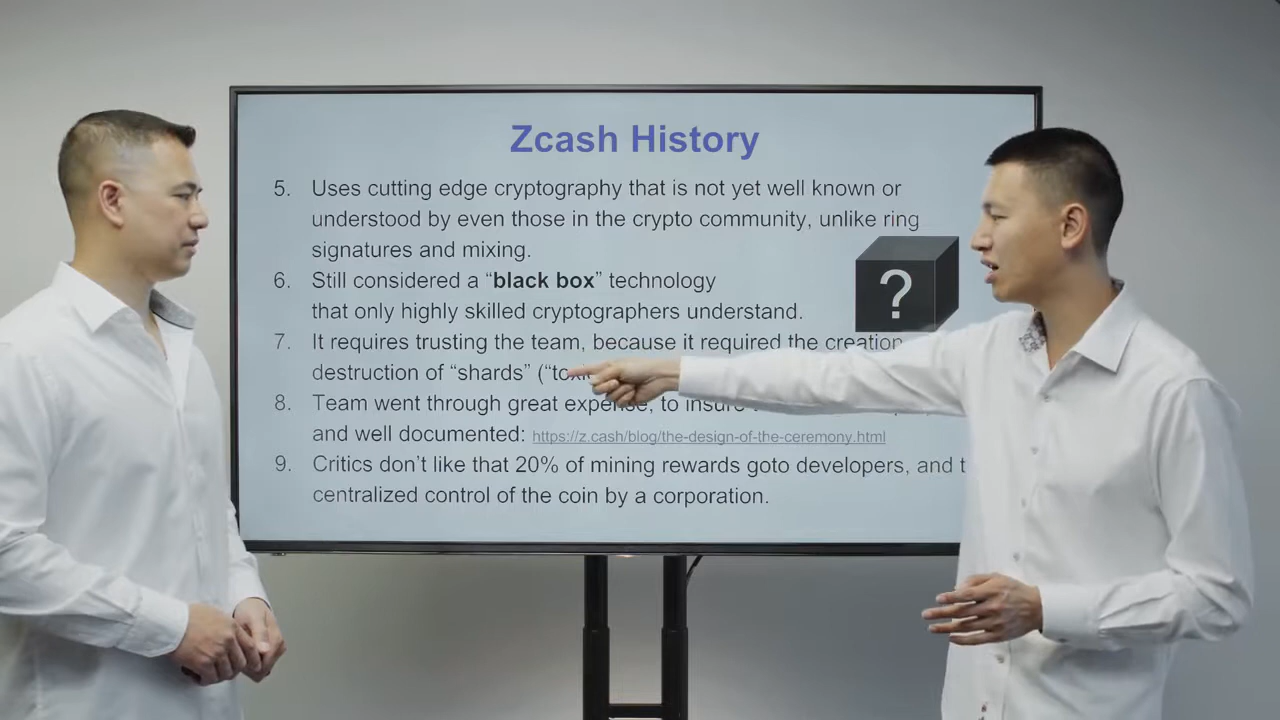 Zcash History
5. Uses cutting edge cryptography that is not yet well known or
understood by even those in the crypto community, unlike ring
signatures and mixing.
6. Still considered a “black box” technology
that only highly skilled cryptographers understand.
?
7. It requires trusting the team, because it required the creation
destruction of “shards” (“toxic
8. Team went through great expense, to insure
and well documented: https://z.cash/blog/the-design-of-the-ceremony.html
9. Critics don’t like that 20% of mining rewards goto developers, and
centralized control of the coin by a corporation.